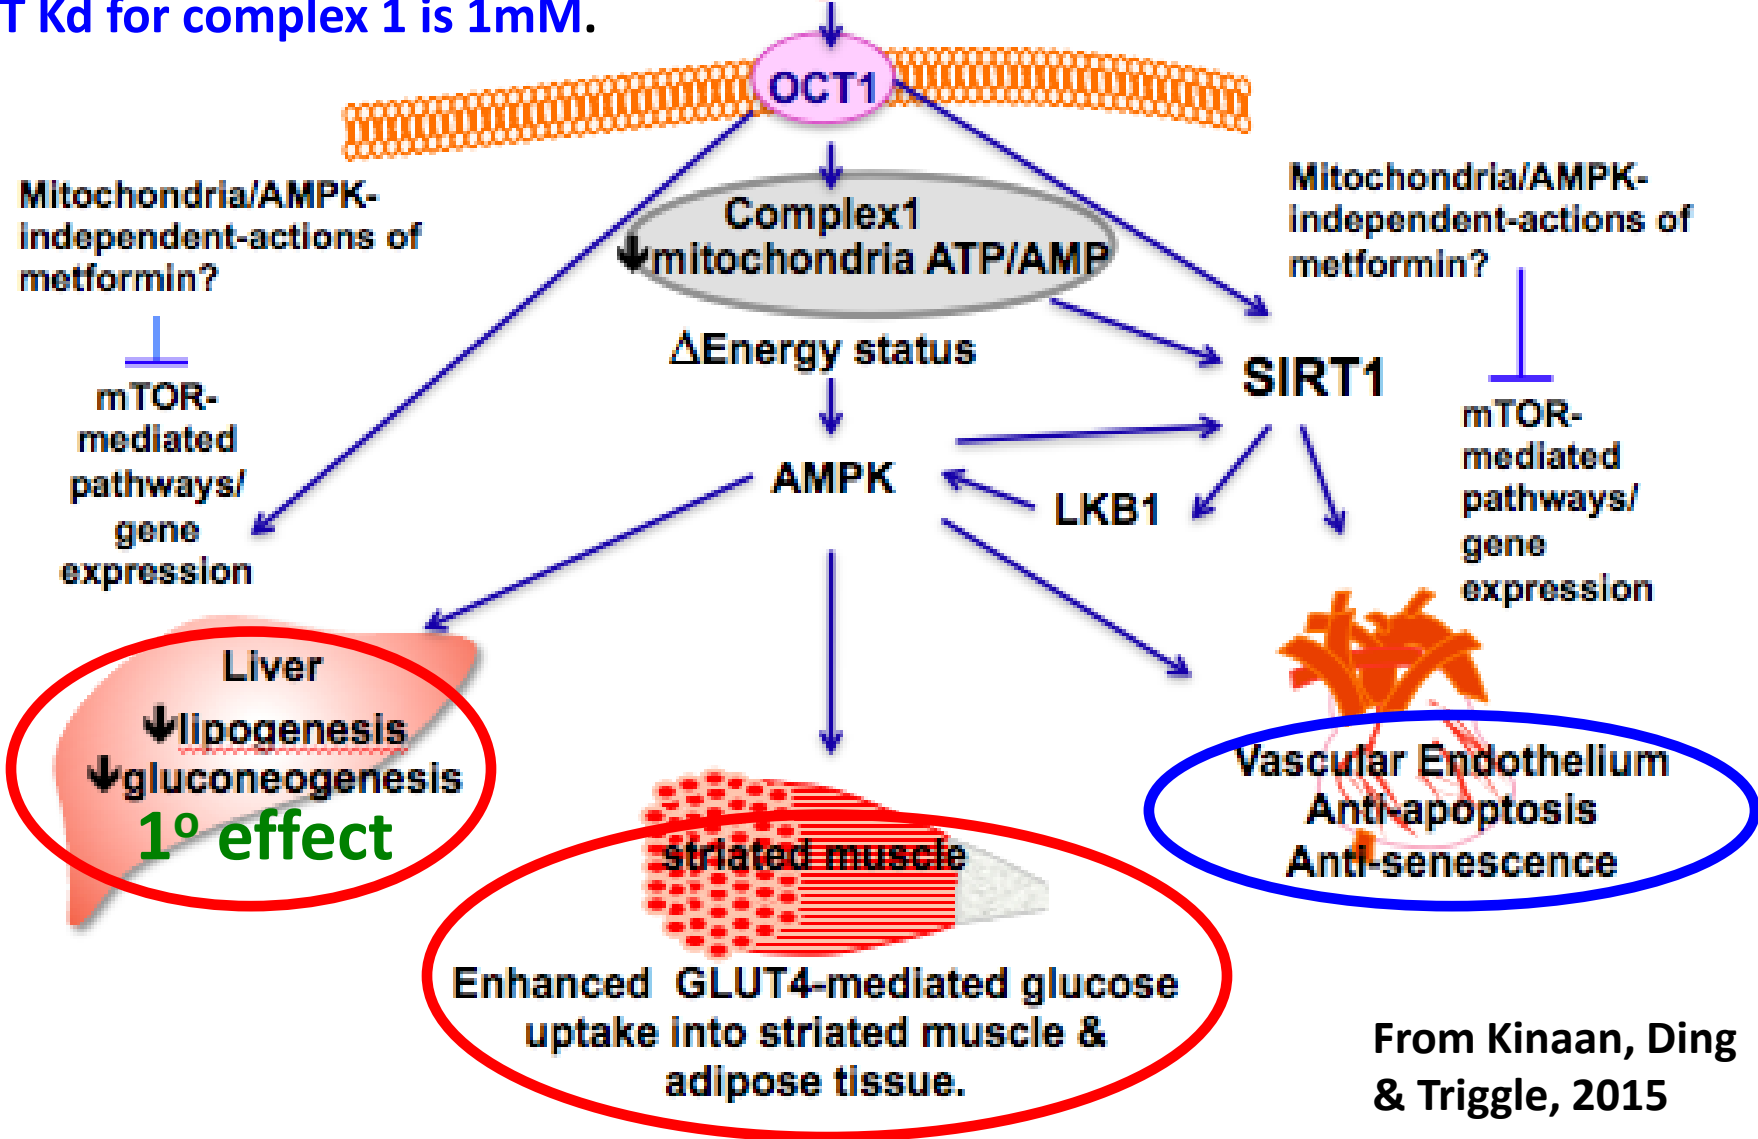 T Kd for complex 1 is 1mM.
OCT1
Mitochondria/AMPK-
independent-actions of
metformin?
mTOR-
mediated
pathways/
gene
expression
Complex1
↓mitochondria ATP/AMP
ΔEnergy status
AMPK
LKB1
SIRT1
Mitochondria/AMPK-
independent-actions of
metformin?
mTOR-
mediated
pathways/
gene
expression
Liver
↓lipogenesis
↓gluconeogenesis
1º effect
striated muscle
Enhanced GLUT4-mediated glucose
uptake into striated muscle &
adipose tissue.
Vascular Endothelium
Anti-apoptosis
Anti-senescence
From Kinaan, Ding
& Triggle, 2015